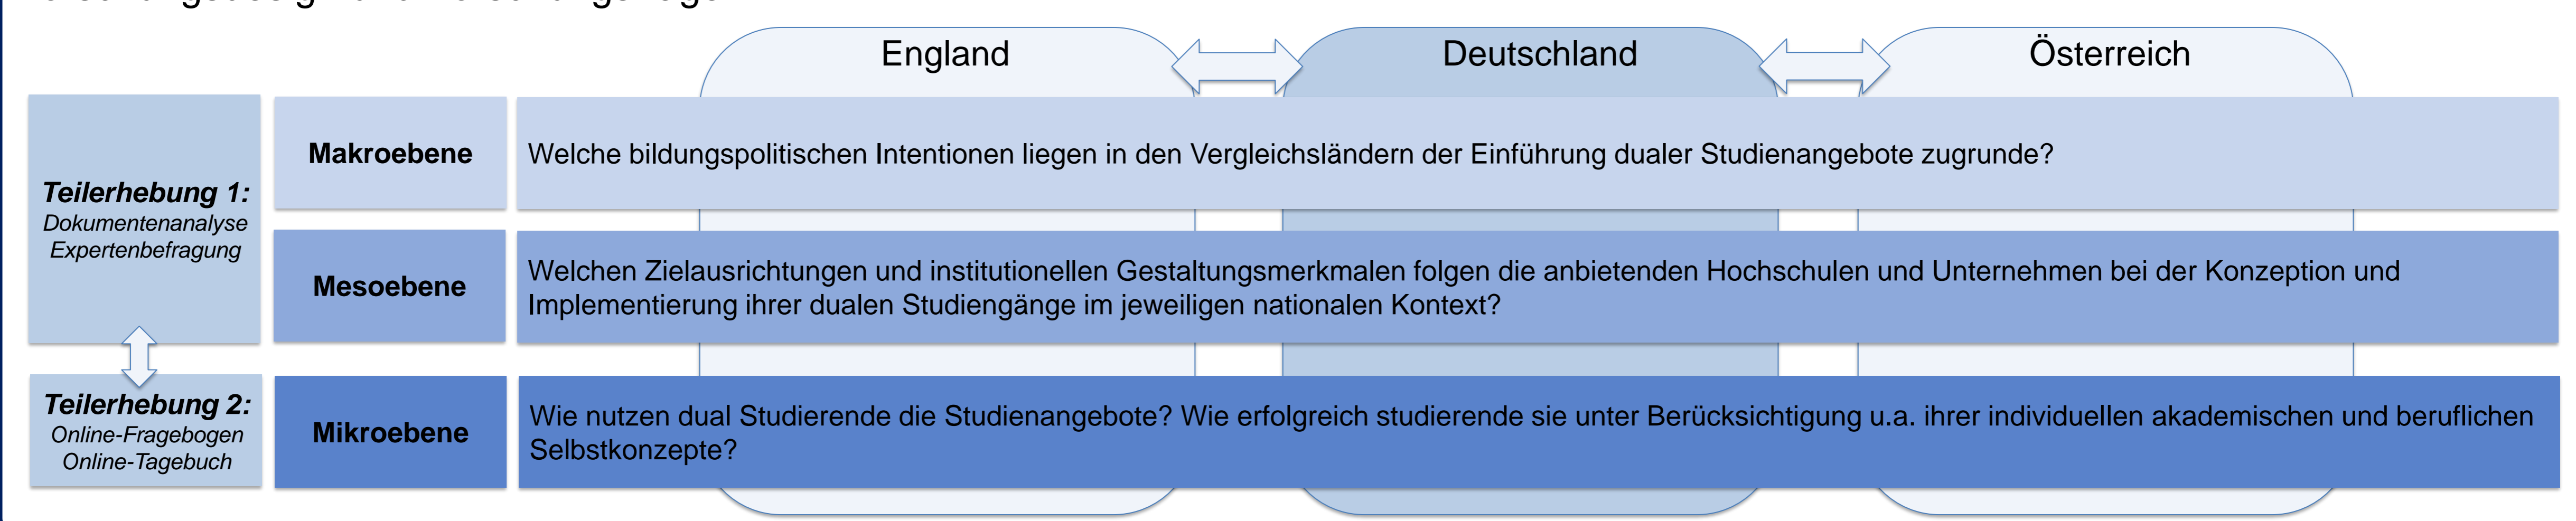 England
Deutschland
Österreich
Teilerhebung 1:
Dokumentenanalyse
Expertenbefragung
Makroebene
Welche bildungspolitischen Intentionen liegen in den Vergleichsländern der Einführung dualer Studienangebote zugrunde?
Mesoebene
Welchen Zielausrichtungen und institutionellen Gestaltungsmerkmalen folgen die anbietenden Hochschulen und Unternehmen bei der Konzeption und
Implementierung ihrer dualen Studiengänge im jeweiligen nationalen Kontext?
Teilerhebung 2:
Online-Fragebogen
Online-Tagebuch
Mikroebene
Wie nutzen dual Studierende die Studienangebote? Wie erfolgreich studierende sie unter Berücksichtigung u.a. ihrer individuellen akademischen und beruflichen
Selbstkonzepte?